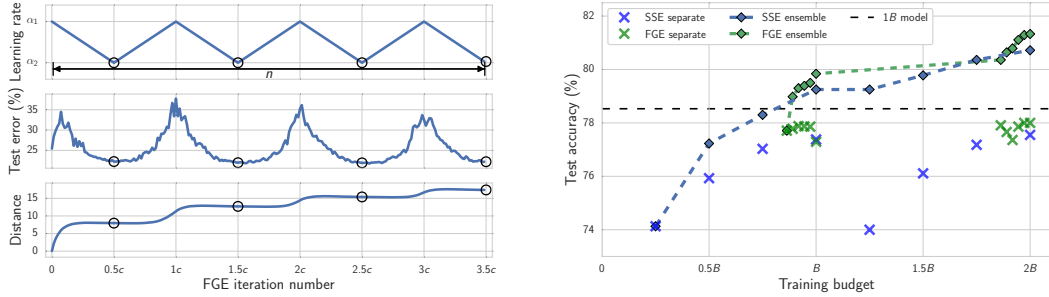 Learning rate
α₁
α₂
n
Test error (%)
35
30
25
Distance
15
10
5
0
0 0.5c 1c 1.5c 2c 2.5c 3c 3.5c
FGE iteration number
SSE separate
FGE separate
SSE ensemble
FGE ensemble
1B model
Test accuracy (%)
82
80
78
76
74
0 0.5B B 1.5B 2B
Training budget